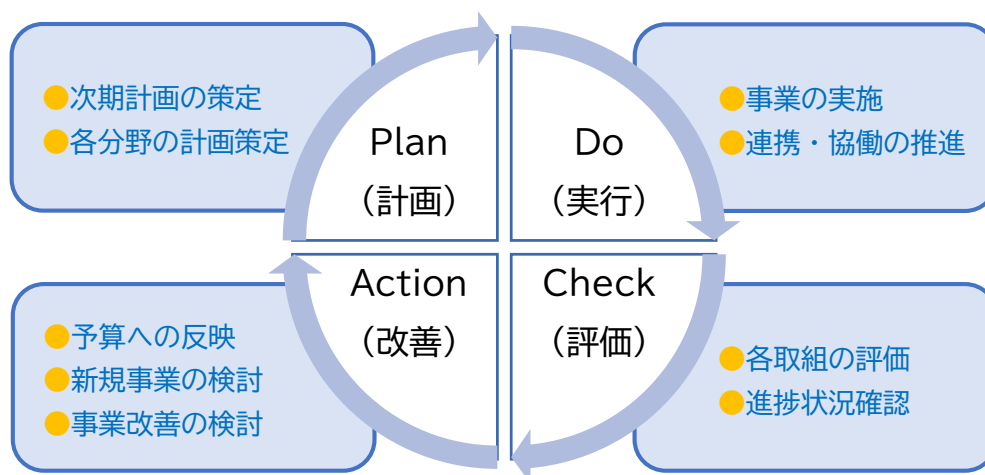 ●次期計画の策定
●各分野の計画策定
Plan
（計画）
Do
（実行）
●事業の実施
●連携・協働の推進
●予算への反映
●新規事業の検討
●事業改善の検討
Action
（改善）
Check
（評価）
●各取組の評価
●進捗状況確認